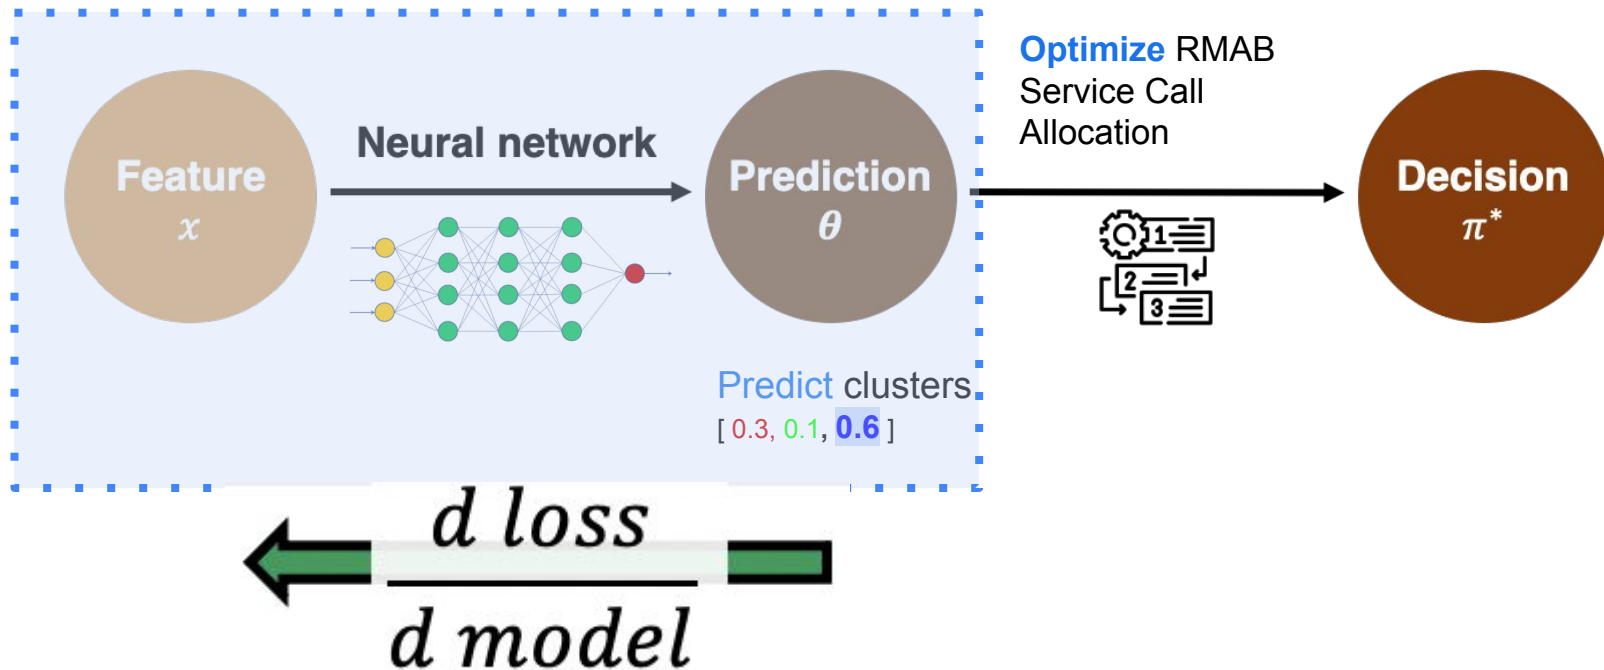 Optimize RMAB
Service Call
Allocation
Neural network
Feature
x
Prediction
θ
Decision
π*
1
2
3
Predict clusters
[ 0.3, 0.1, 0.6 ]
d loss
d model